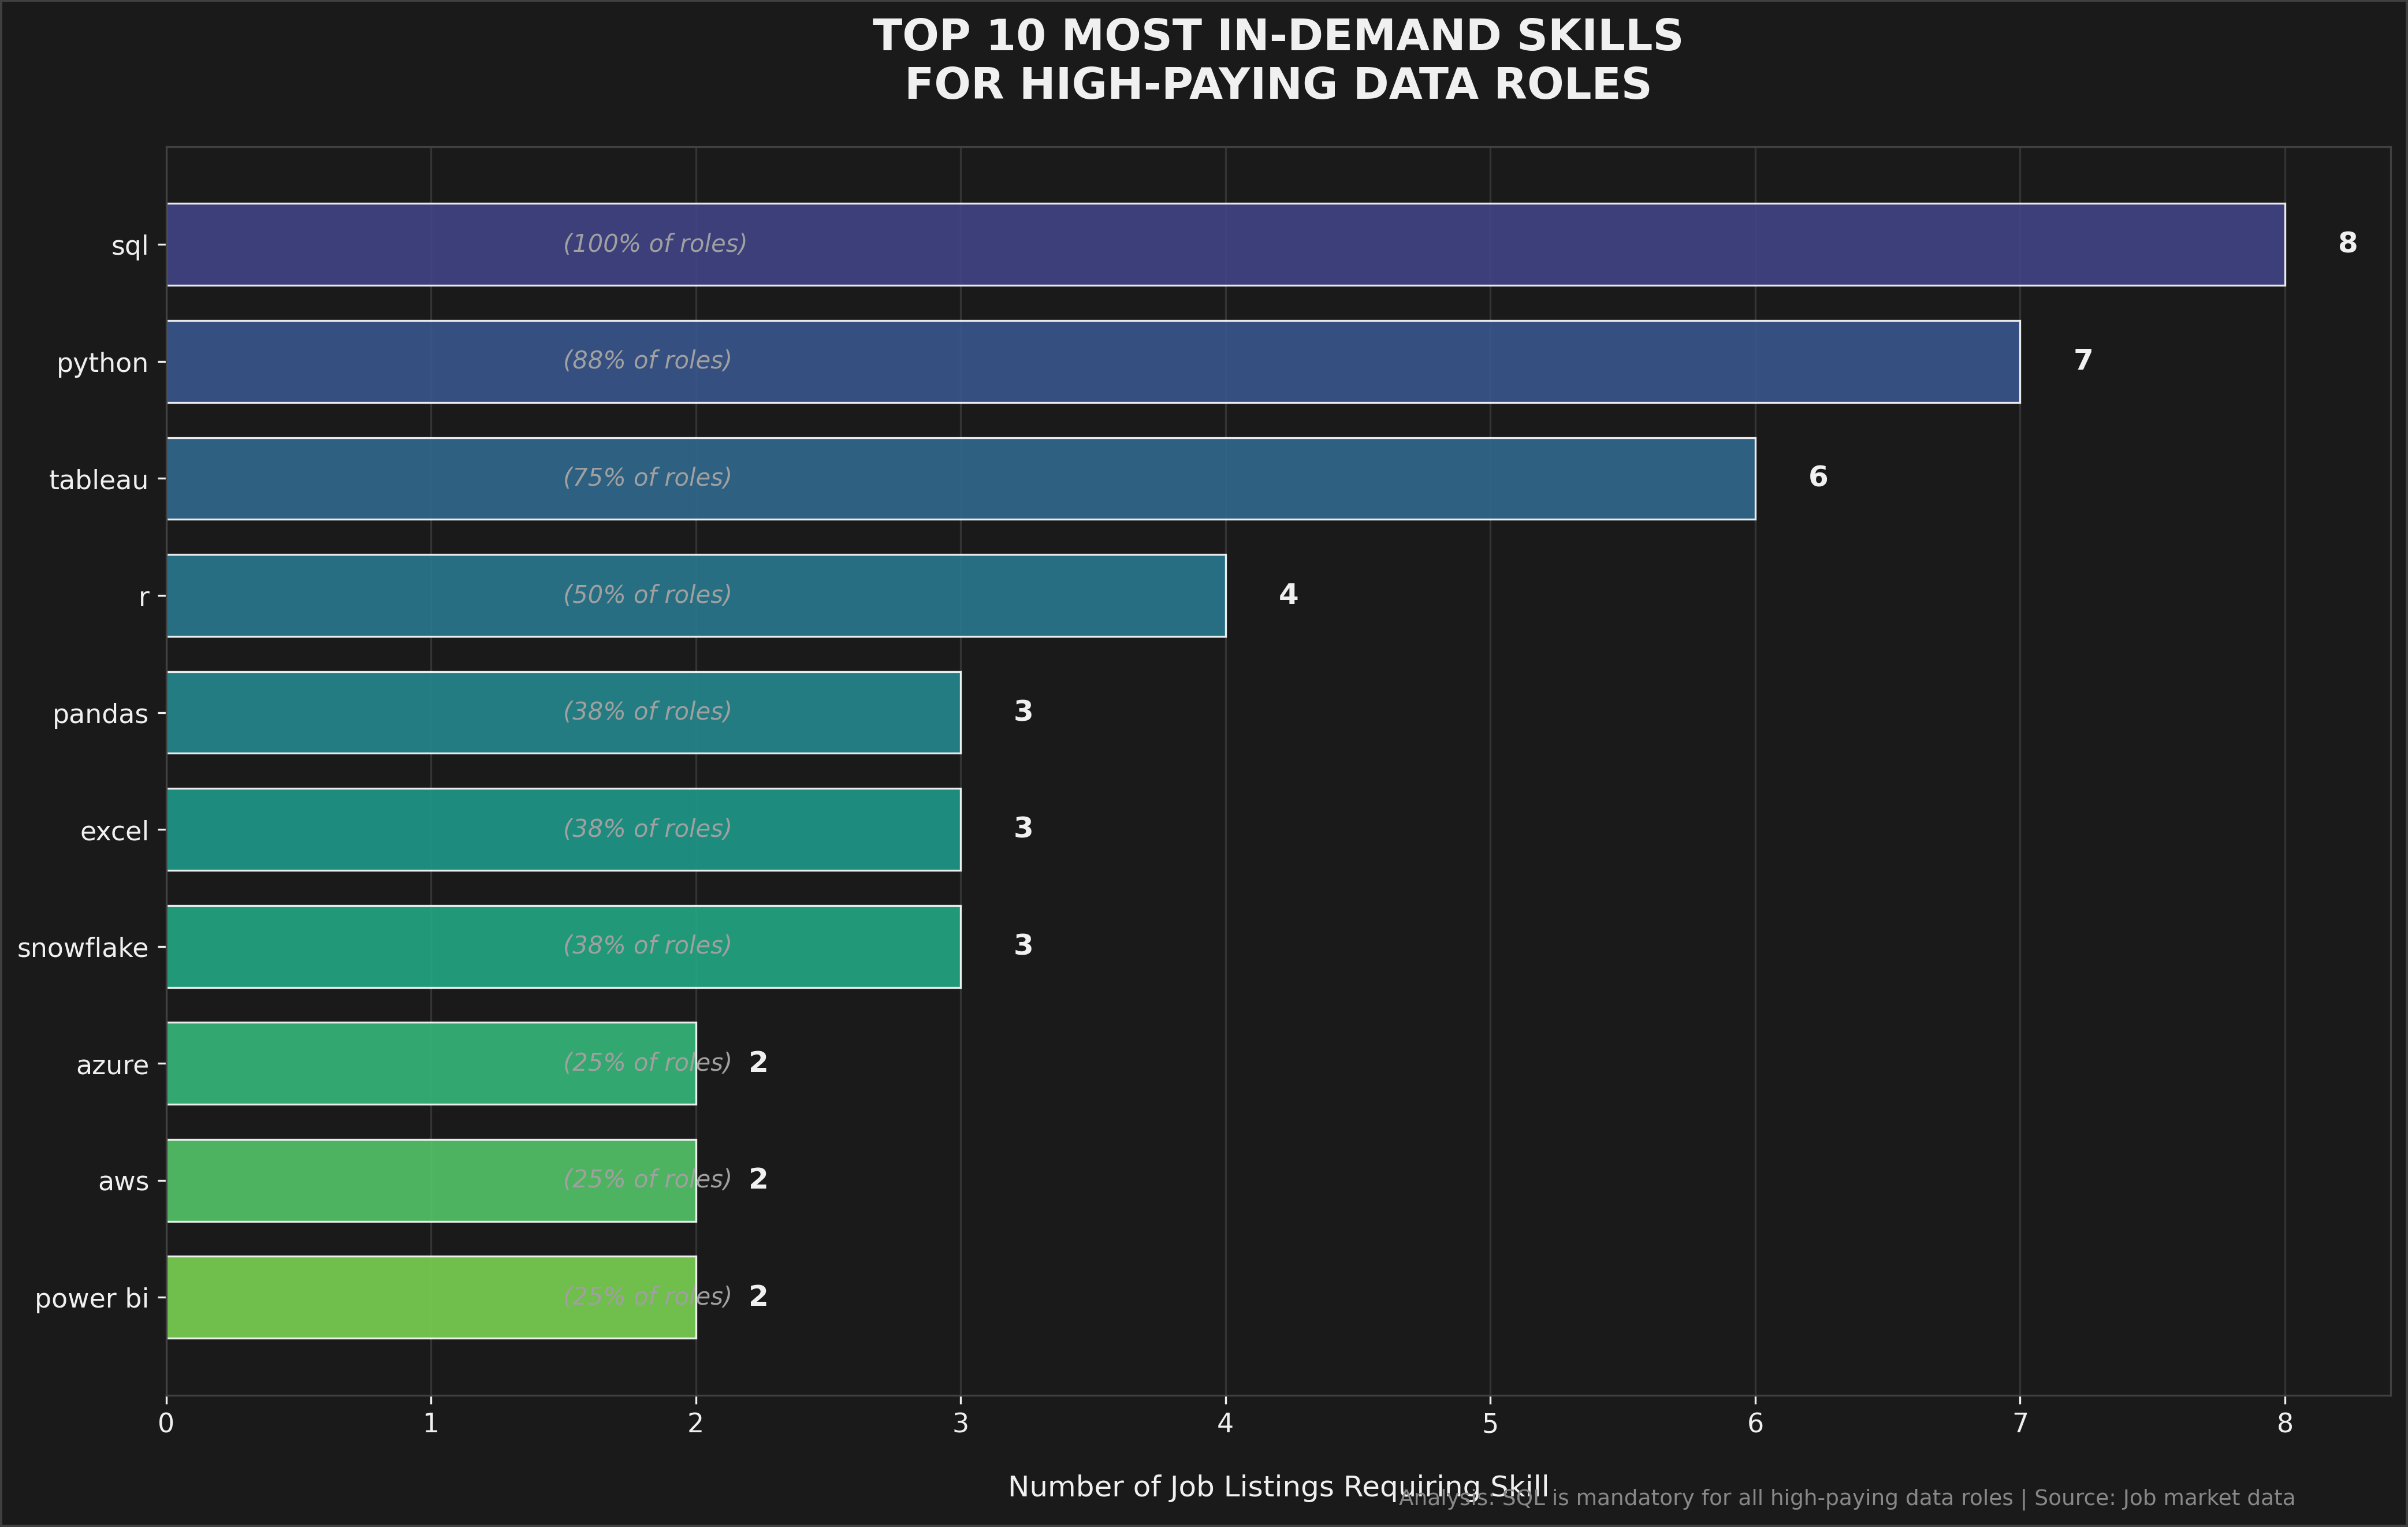 TOP 10 MOST IN-DEMAND SKILLS
FOR HIGH-PAYING DATA ROLES
sql (100% of roles) 8
python (88% of roles) 7
tableau (75% of roles) 6
r (50% of roles) 4
pandas (38% of roles) 3
excel (38% of roles) 3
snowflake (38% of roles) 3
azure (25% of roles) 2
aws (25% of roles) 2
power bi (25% of roles) 2
0 1 2 3 4 5 6 7 8
Number of Job Listings Requiring Skill
Analysis: SQL is mandatory for all high-paying data roles | Source: Job market data